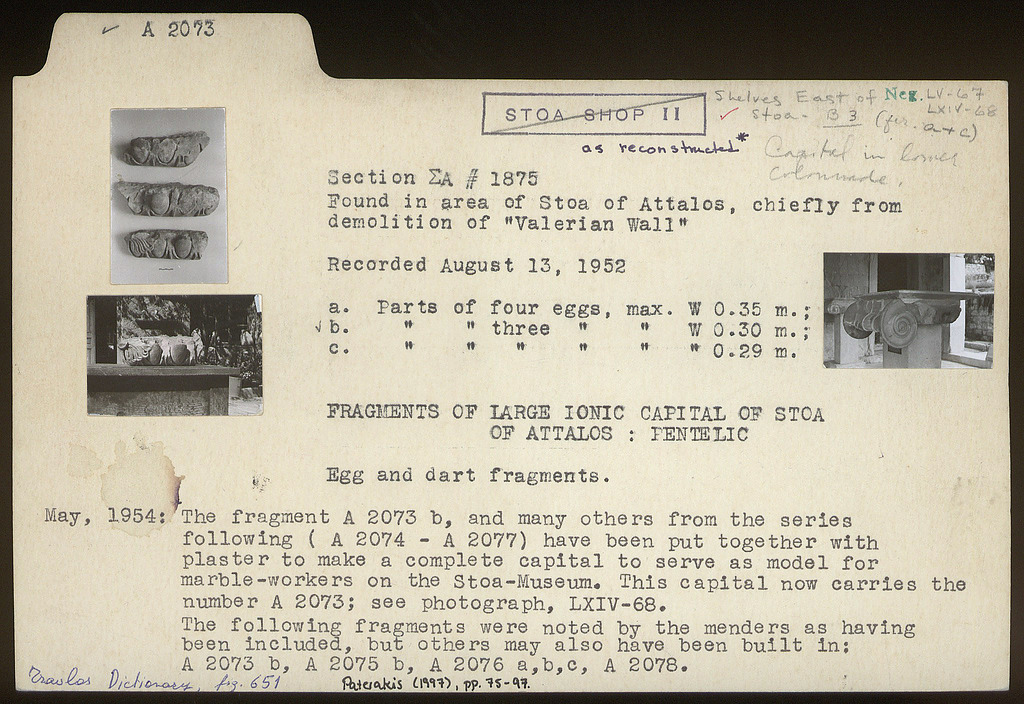 ✓ A 2073
STOA SHOP II
as reconstructed*
Shelves East of
Stoa - B 3 (for a + c)
Neg. LV-67
LXIV-68
Capital in lower
colonnade.
Section ΣA # 1875
Found in area of Stoa of Attalos, chiefly from
demolition of "Valerian Wall"
Recorded August 13, 1952
a. Parts of four eggs, max. W 0.35 m.;
✓b. " " three " " W 0.30 m.;
c. " " " " " " 0.29 m.
FRAGMENTS OF LARGE IONIC CAPITAL OF STOA
OF ATTALOS : PENTELIC
Egg and dart fragments.
May, 1954: The fragment A 2073 b, and many others from the series
following ( A 2074 - A 2077) have been put together with
plaster to make a complete capital to serve as model for
marble-workers on the Stoa-Museum. This capital now carries the
number A 2073; see photograph, LXIV-68.
The following fragments were noted by the menders as having
been included, but others may also have been built in;
A 2073 b, A 2075 b, A 2076 a,b,c, A 2078.
Travlos Dictionary, fig. 651
Paterakis (1997), pp. 75-97.